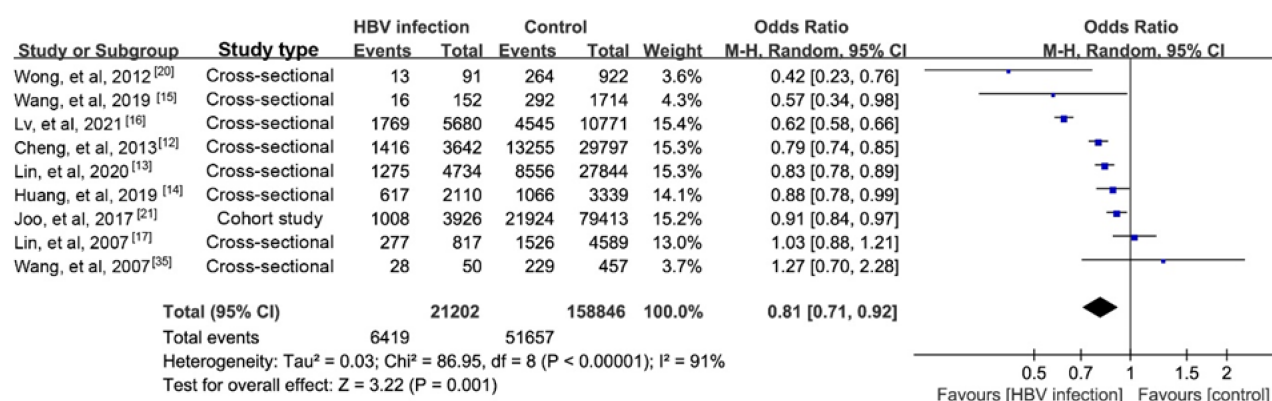 HBV infection Control Odds Ratio Odds Ratio
Study or Subgroup Study type Events Total Events Total Weight M-H, Random, 95% CI M-H, Random, 95% CI
Wong, et al, 2012 [20] Cross-sectional 13 91 264 922 3.6% 0.42 [0.23, 0.76]
Wang, et al, 2019 [15] Cross-sectional 16 152 292 1714 4.3% 0.57 [0.34, 0.98]
Lv, et al, 2021 [16] Cross-sectional 1769 5680 4545 10771 15.4% 0.62 [0.58, 0.66]
Cheng, et al, 2013 [12] Cross-sectional 1416 3642 13255 29797 15.3% 0.79 [0.74, 0.85]
Lin, et al, 2020 [13] Cross-sectional 1275 4734 8556 27844 15.3% 0.83 [0.78, 0.89]
Huang, et al, 2019 [14] Cross-sectional 617 2110 1066 3339 14.1% 0.88 [0.78, 0.99]
Joo, et al, 2017 [21] Cohort study 1008 3926 21924 79413 15.2% 0.91 [0.84, 0.97]
Lin, et al, 2007 [17] Cross-sectional 277 817 1526 4589 13.0% 1.03 [0.88, 1.21]
Wang, et al, 2007 [35] Cross-sectional 28 50 229 457 3.7% 1.27 [0.70, 2.28]
Total (95% CI) 21202 158846 100.0% 0.81 [0.71, 0.92]
Total events 6419 51657
Heterogeneity: Tau² = 0.03; Chi² = 86.95, df = 8 (P < 0.00001); I² = 91%
Test for overall effect: Z = 3.22 (P = 0.001)
0.5 0.7 1 1.5 2
Favours [HBV infection] Favours [control]